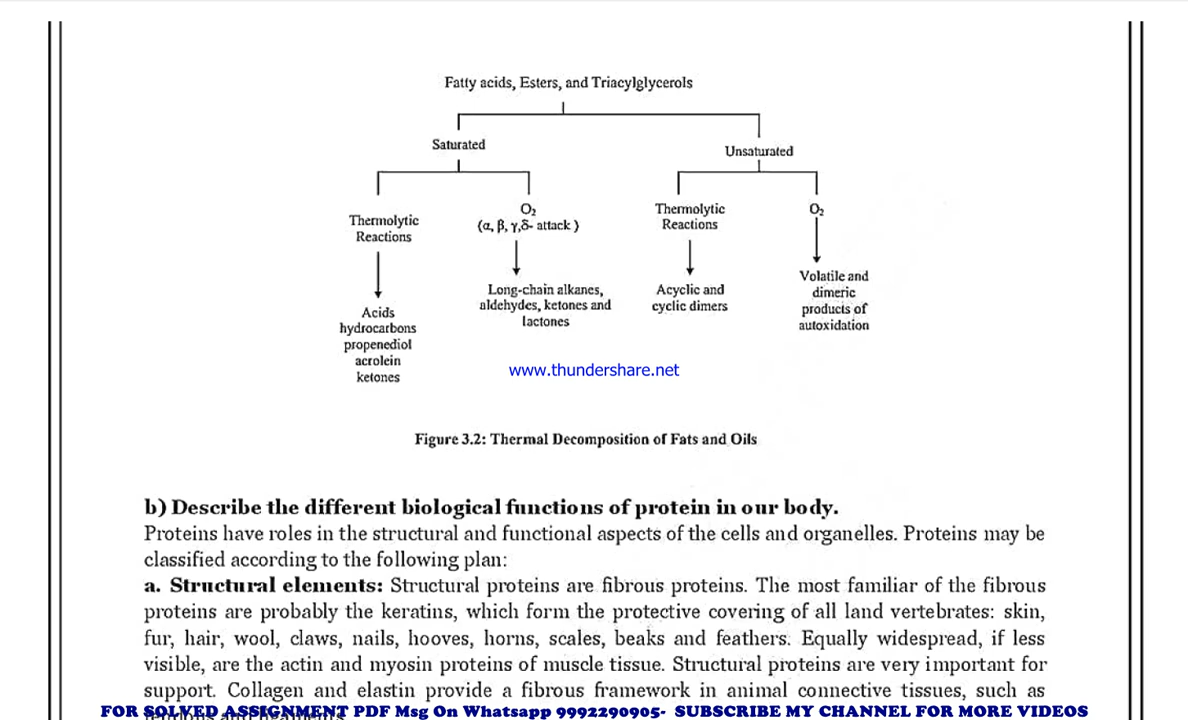 Fatty acids, Esters, and Triacylglycerols
Saturated
Unsaturated
Thermolytic
Reactions
O₂
(α, β, γ,δ- attack )
Thermolytic
Reactions
O₂
Acids
hydrocarbons
propenediol
acrolein
ketones
Long-chain alkanes,
aldehydes, ketones and
lactones
Acyclic and
cyclic dimers
Volatile and
dimeric
products of
autoxidation
www.thundershare.net
Figure 3.2: Thermal Decomposition of Fats and Oils
b) Describe the different biological functions of protein in our body.
Proteins have roles in the structural and functional aspects of the cells and organelles. Proteins may be
classified according to the following plan:
a. Structural elements: Structural proteins are fibrous proteins. The most familiar of the fibrous
proteins are probably the keratins, which form the protective covering of all land vertebrates: skin,
fur, hair, wool, claws, nails, hooves, horns, scales, beaks and feathers. Equally widespread, if less
visible, are the actin and myosin proteins of muscle tissue. Structural proteins are very important for
support. Collagen and elastin provide a fibrous framework in animal connective tissues, such as
FOR SOLVED ASSIGNMENT PDF Msg On Whatsapp 9992290905- SUBSCRIBE MY CHANNEL FOR MORE VIDEOS